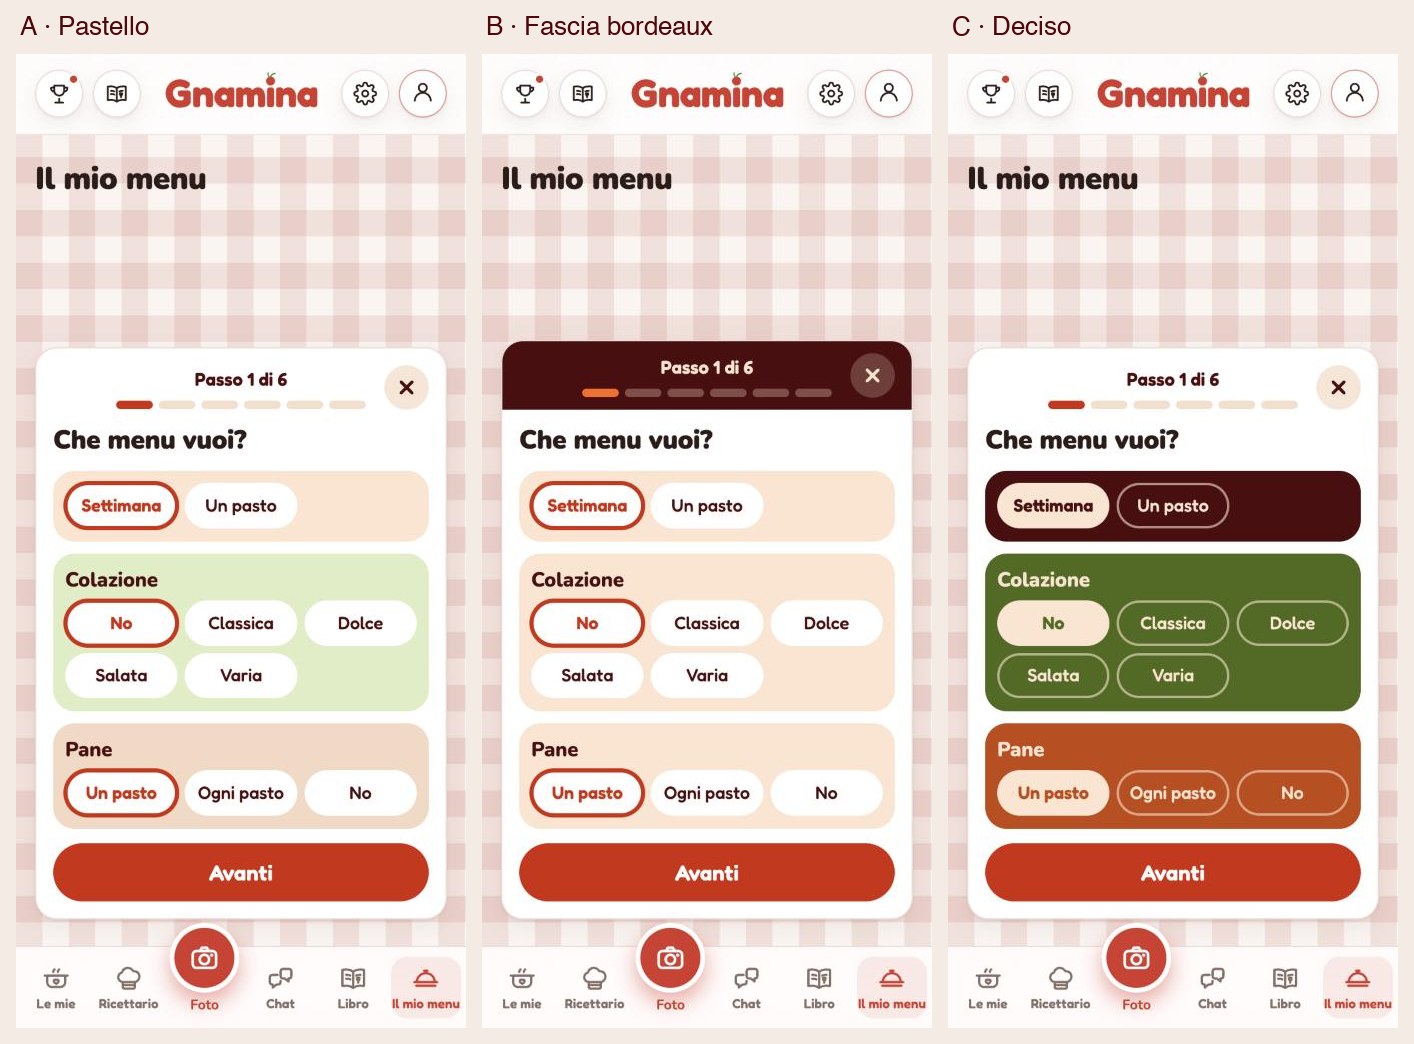 A · Pastello
Gnamina
Il mio menu
Passo 1 di 6
Che menu vuoi?
Settimana Un pasto
Colazione
No Classica Dolce
Salata Varia
Pane
Un pasto Ogni pasto No
Avanti
Le mie Ricettario Foto Chat Libro Il mio menu
B · Fascia bordeaux
Gnamina
Il mio menu
Passo 1 di 6
Che menu vuoi?
Settimana Un pasto
Colazione
No Classica Dolce
Salata Varia
Pane
Un pasto Ogni pasto No
Avanti
Le mie Ricettario Foto Chat Libro Il mio menu
C · Deciso
Gnamina
Il mio menu
Passo 1 di 6
Che menu vuoi?
Settimana Un pasto
Colazione
No Classica Dolce
Salata Varia
Pane
Un pasto Ogni pasto No
Avanti
Le mie Ricettario Foto Chat Libro Il mio menu